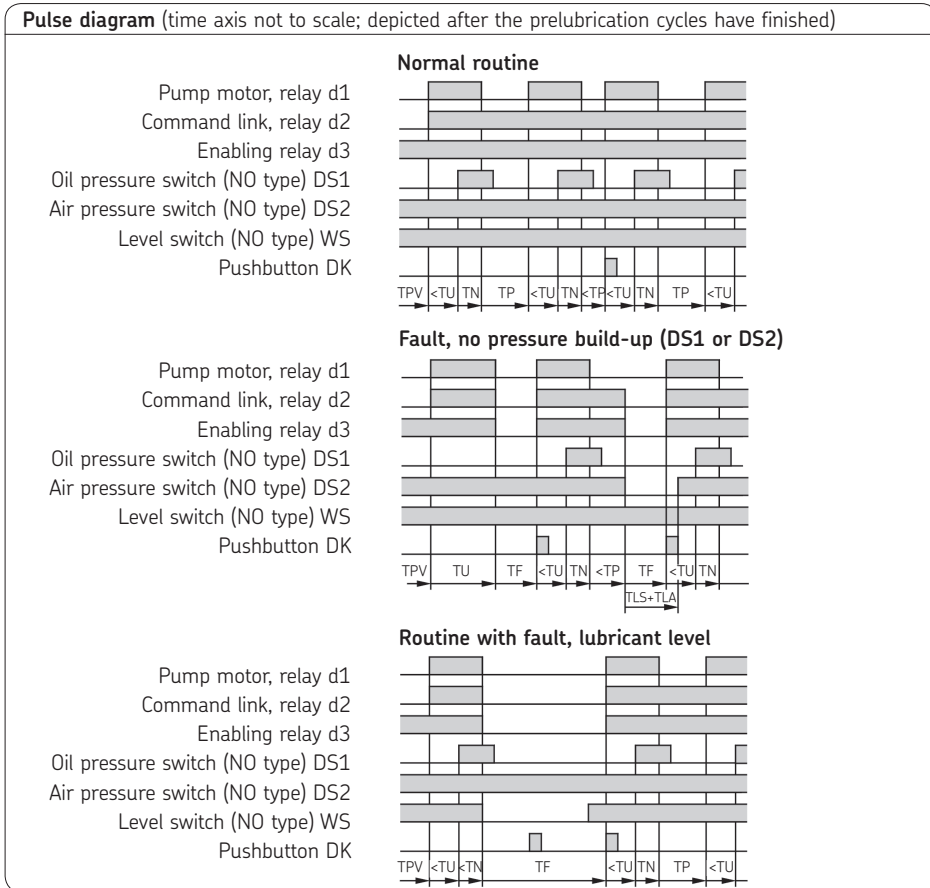 Pulse diagram (time axis not to scale; depicted after the prelubrication cycles have finished)
Normal routine
Pump motor, relay d1
Command link, relay d2
Enabling relay d3
Oil pressure switch (NO type) DS1
Air pressure switch (NO type) DS2
Level switch (NO type) WS
Pushbutton DK
TPV <TU TN TP <TU TN <TP <TU TN TP <TU
Fault, no pressure build-up (DS1 or DS2)
Pump motor, relay d1
Command link, relay d2
Enabling relay d3
Oil pressure switch (NO type) DS1
Air pressure switch (NO type) DS2
Level switch (NO type) WS
Pushbutton DK
TPV TU TF <TU TN <TP TF <TU TN
TLS+TLA
Routine with fault, lubricant level
Pump motor, relay d1
Command link, relay d2
Enabling relay d3
Oil pressure switch (NO type) DS1
Air pressure switch (NO type) DS2
Level switch (NO type) WS
Pushbutton DK
TPV <TU <TN TF <TU TN TP <TU